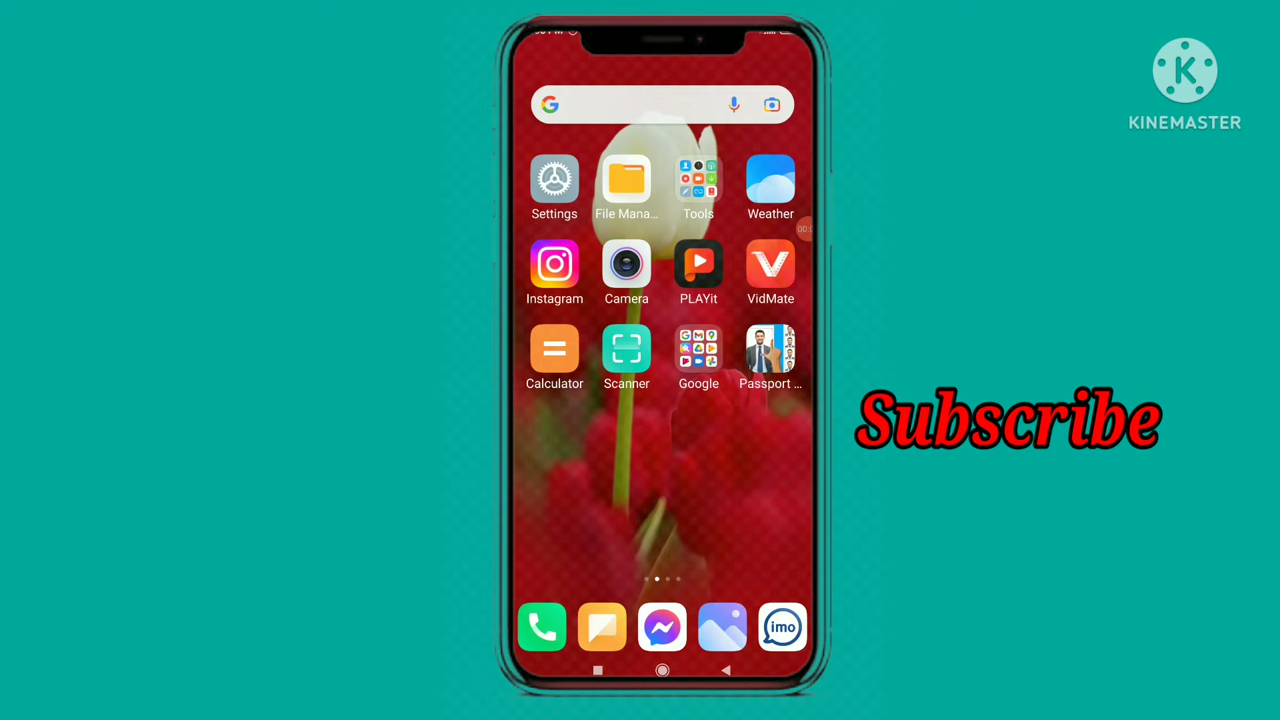 KINEMASTER
Settings
File Mana...
Tools
Weather
Instagram
Camera
PLAYit
VidMate
Calculator
Scanner
Google
Passport ...
Subscribe
imo